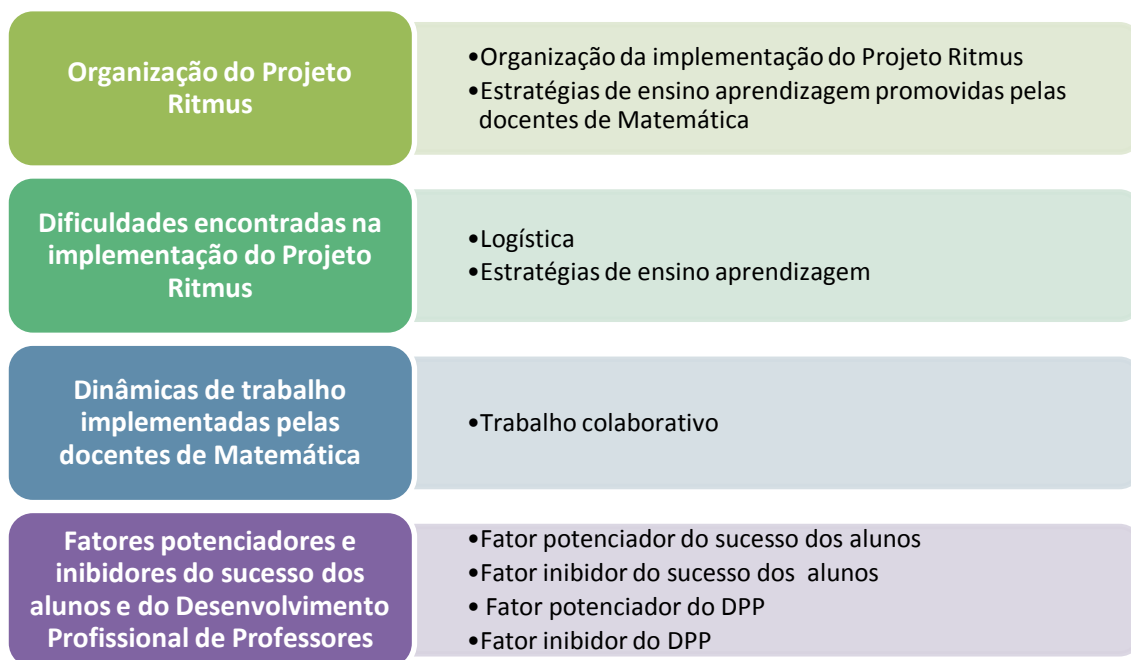 Organização do Projeto
Ritmus
•Organização da implementação do Projeto Ritmus
•Estratégias de ensino aprendizagem promovidas pelas
docentes de Matemática
Dificuldades encontradas na
implementação do Projeto
Ritmus
•Logística
•Estratégias de ensino aprendizagem
Dinâmicas de trabalho
implementadas pelas
docentes de Matemática
•Trabalho colaborativo
Fatores potenciadores e
inibidores do sucesso dos
alunos e do Desenvolvimento
Profissional de Professores
•Fator potenciador do sucesso dos alunos
•Fator inibidor do sucesso dos alunos
• Fator potenciador do DPP
•Fator inibidor do DPP